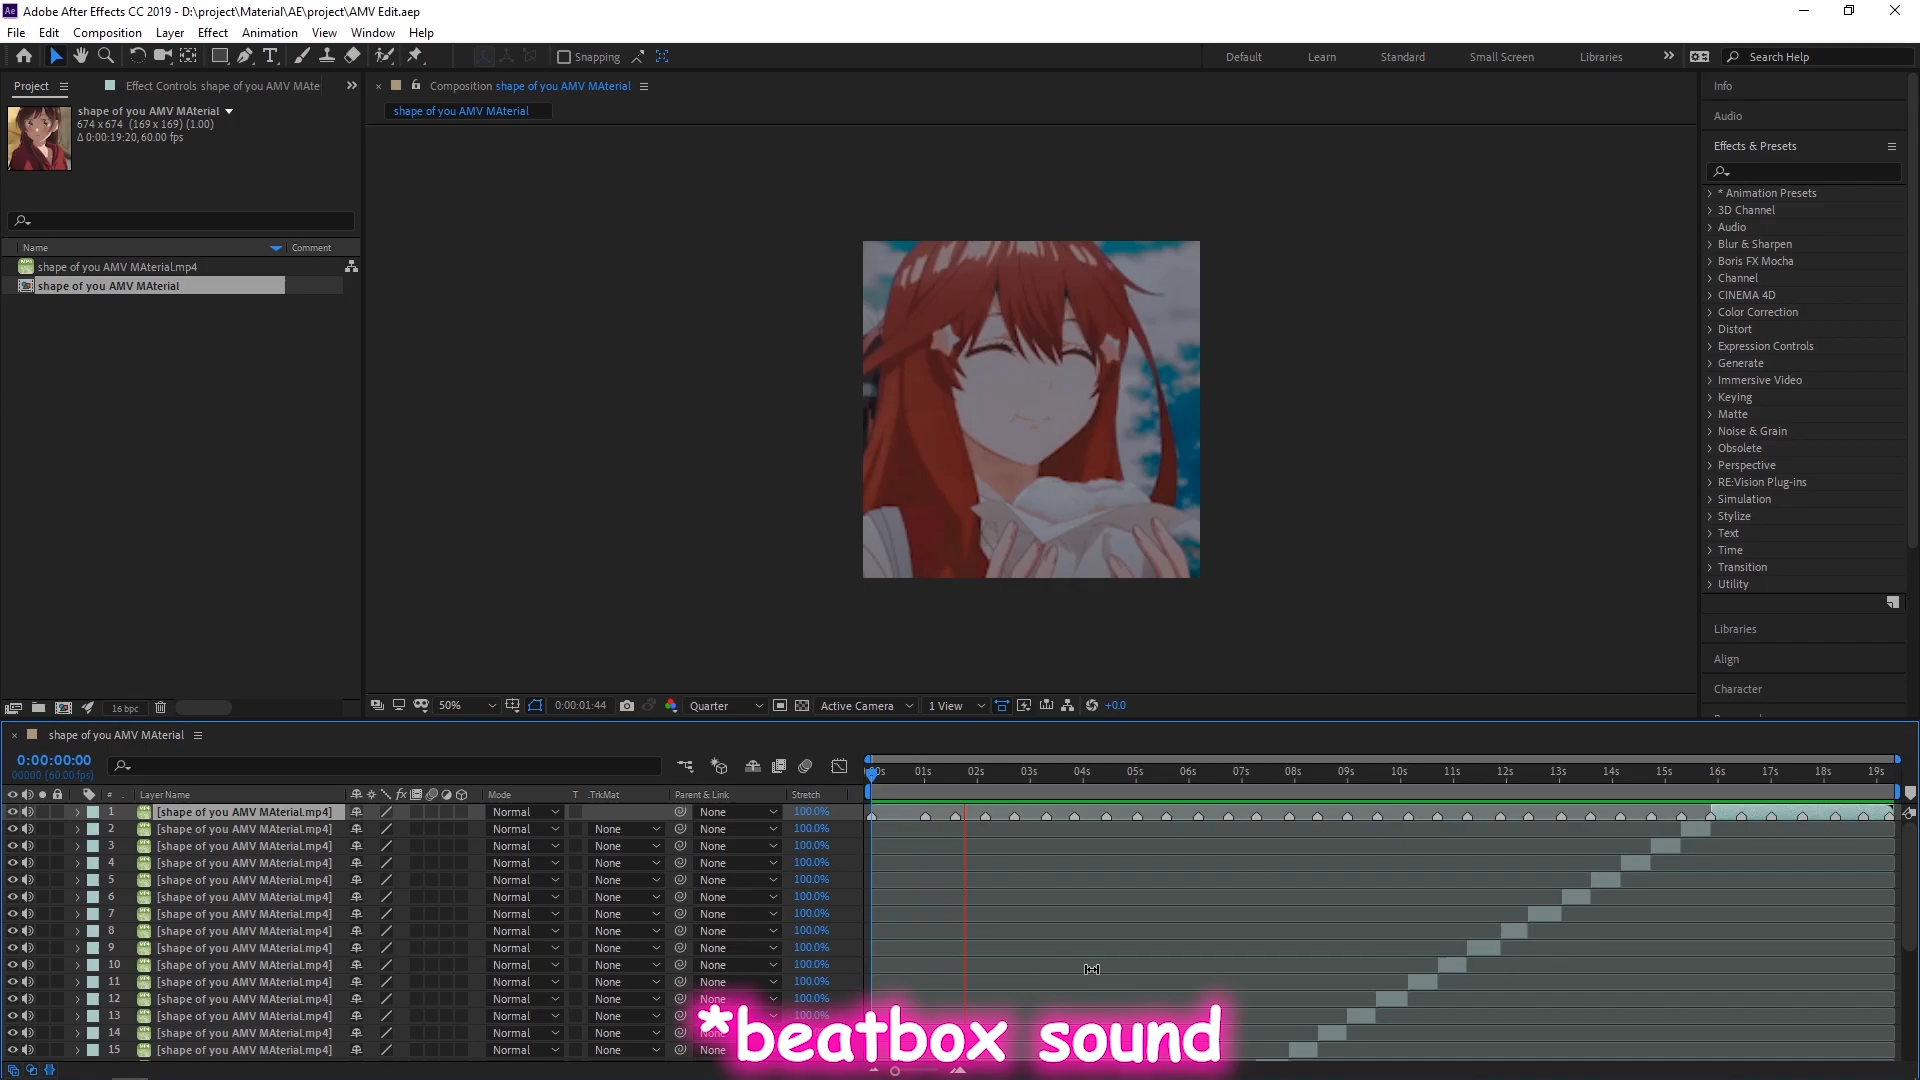 Adobe After Effects CC 2019 - D:\project\Material\AE\project\AMV Edit.aep
File Edit Composition Layer Effect Animation View Window Help
Snapping
Default Learn Standard Small Screen Libraries Search Help
Project Effect Controls shape of you AMV MAte
shape of you AMV MAterial
674 x 674 (169 x 169) (1.00)
Δ 0:00:19:20, 60.00 fps
Name Comment
shape of you AMV MAterial.mp4
shape of you AMV MAterial
16 bpc
Composition shape of you AMV MAterial
shape of you AMV MAterial
50% 0:00:01:44 Quarter Active Camera 1 View +0.0
Info
Audio
Effects & Presets
* Animation Presets
3D Channel
Audio
Blur & Sharpen
Boris FX Mocha
Channel
CINEMA 4D
Color Correction
Distort
Expression Controls
Generate
Immersive Video
Keying
Matte
Noise & Grain
Obsolete
Perspective
RE:Vision Plug-ins
Simulation
Stylize
Text
Time
Transition
Utility
Libraries
Align
Character
shape of you AMV MAterial
0:00:00:00
00000 (60.00 fps)
00s 01s 02s 03s 04s 05s 06s 07s 08s 09s 10s 11s 12s 13s 14s 15s 16s 17s 18s 19s
# Layer Name Mode T .TrkMat Parent & Link Stretch
1 [shape of you AMV MAterial.mp4] Normal None 100.0%
2 [shape of you AMV MAterial.mp4] Normal None None 100.0%
3 [shape of you AMV MAterial.mp4] Normal None None 100.0%
4 [shape of you AMV MAterial.mp4] Normal None None 100.0%
5 [shape of you AMV MAterial.mp4] Normal None None 100.0%
6 [shape of you AMV MAterial.mp4] Normal None None 100.0%
7 [shape of you AMV MAterial.mp4] Normal None None 100.0%
8 [shape of you AMV MAterial.mp4] Normal None None 100.0%
9 [shape of you AMV MAterial.mp4] Normal None None 100.0%
10 [shape of you AMV MAterial.mp4] Normal None None 100.0%
11 [shape of you AMV MAterial.mp4] Normal None None 100.0%
12 [shape of you AMV MAterial.mp4] Normal None None 100.0%
13 [shape of you AMV MAterial.mp4] Normal None None
14 [shape of you AMV MAterial.mp4] Normal None
15 [shape of you AMV MAterial.mp4] Normal None None
*beatbox sound